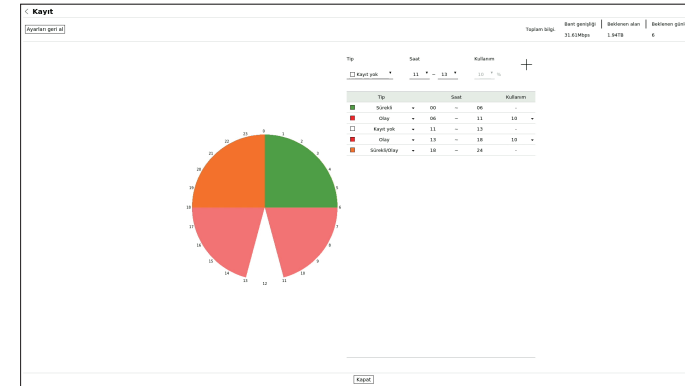 Kayıt
Ayarları geri al
Toplam bilgi.
Bant genişliği Beklenen alan Beklenen günl
31.61Mbps 1.94TB 6
Tip Saat Kullanım
Kayıt yok 11 ~ 13 10 %
Tip Saat Kullanım
Sürekli 00 ~ 06 -
Olay 06 ~ 11 10
Kayıt yok 11 ~ 13 -
Olay 13 ~ 18 10
Sürekli/Olay 18 ~ 24 -
0
1
2
3
4
5
6
7
8
9
10
11
12
13
14
15
16
17
18
19
20
21
22
23
Kapat